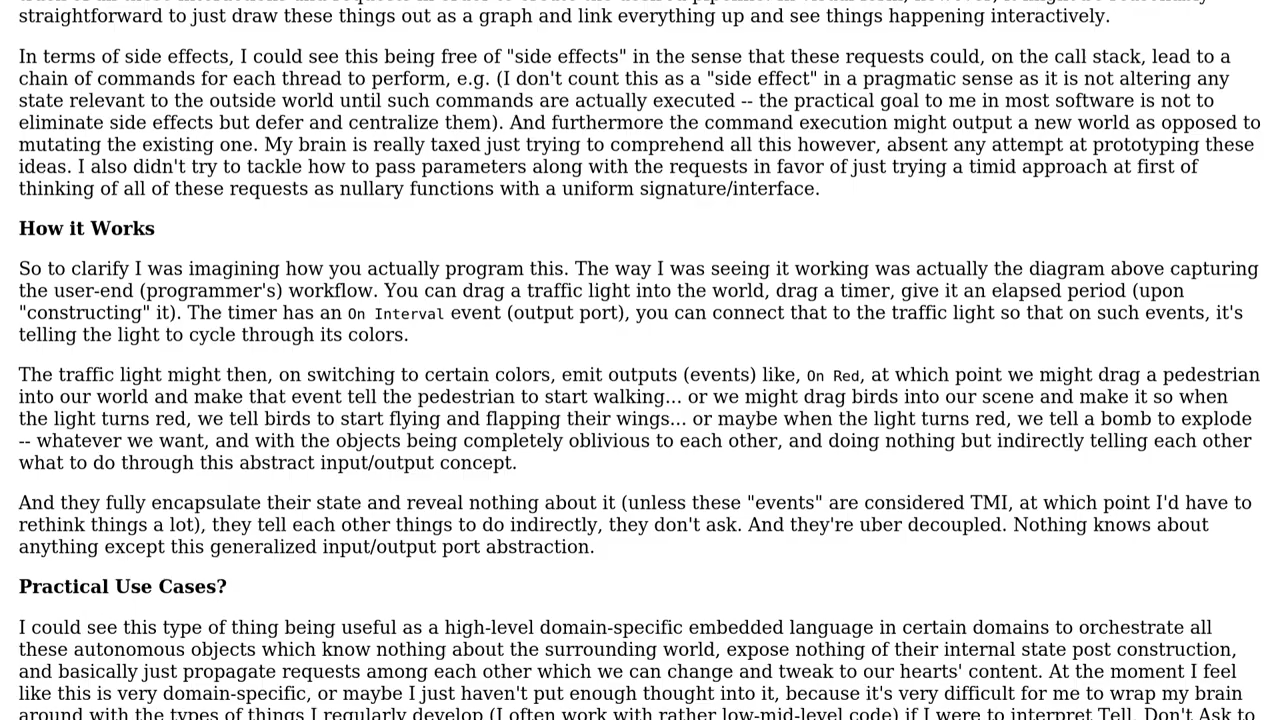 straightforward to just draw these things out as a graph and link everything up and see things happening interactively.
In terms of side effects, I could see this being free of "side effects" in the sense that these requests could, on the call stack, lead to a
chain of commands for each thread to perform, e.g. (I don't count this as a "side effect" in a pragmatic sense as it is not altering any
state relevant to the outside world until such commands are actually executed -- the practical goal to me in most software is not to
eliminate side effects but defer and centralize them). And furthermore the command execution might output a new world as opposed to
mutating the existing one. My brain is really taxed just trying to comprehend all this however, absent any attempt at prototyping these
ideas. I also didn't try to tackle how to pass parameters along with the requests in favor of just trying a timid approach at first of
thinking of all of these requests as nullary functions with a uniform signature/interface.
How it Works
So to clarify I was imagining how you actually program this. The way I was seeing it working was actually the diagram above capturing
the user-end (programmer's) workflow. You can drag a traffic light into the world, drag a timer, give it an elapsed period (upon
"constructing" it). The timer has an On Interval event (output port), you can connect that to the traffic light so that on such events, it's
telling the light to cycle through its colors.
The traffic light might then, on switching to certain colors, emit outputs (events) like, On Red, at which point we might drag a pedestrian
into our world and make that event tell the pedestrian to start walking... or we might drag birds into our scene and make it so when
the light turns red, we tell birds to start flying and flapping their wings... or maybe when the light turns red, we tell a bomb to explode
-- whatever we want, and with the objects being completely oblivious to each other, and doing nothing but indirectly telling each other
what to do through this abstract input/output concept.
And they fully encapsulate their state and reveal nothing about it (unless these "events" are considered TMI, at which point I'd have to
rethink things a lot), they tell each other things to do indirectly, they don't ask. And they're uber decoupled. Nothing knows about
anything except this generalized input/output port abstraction.
Practical Use Cases?
I could see this type of thing being useful as a high-level domain-specific embedded language in certain domains to orchestrate all
these autonomous objects which know nothing about the surrounding world, expose nothing of their internal state post construction,
and basically just propagate requests among each other which we can change and tweak to our hearts' content. At the moment I feel
like this is very domain-specific, or maybe I just haven't put enough thought into it, because it's very difficult for me to wrap my brain
around with the types of things I regularly develop (I often work with rather low-mid-level code) if I were to interpret Tell, Don't Ask to